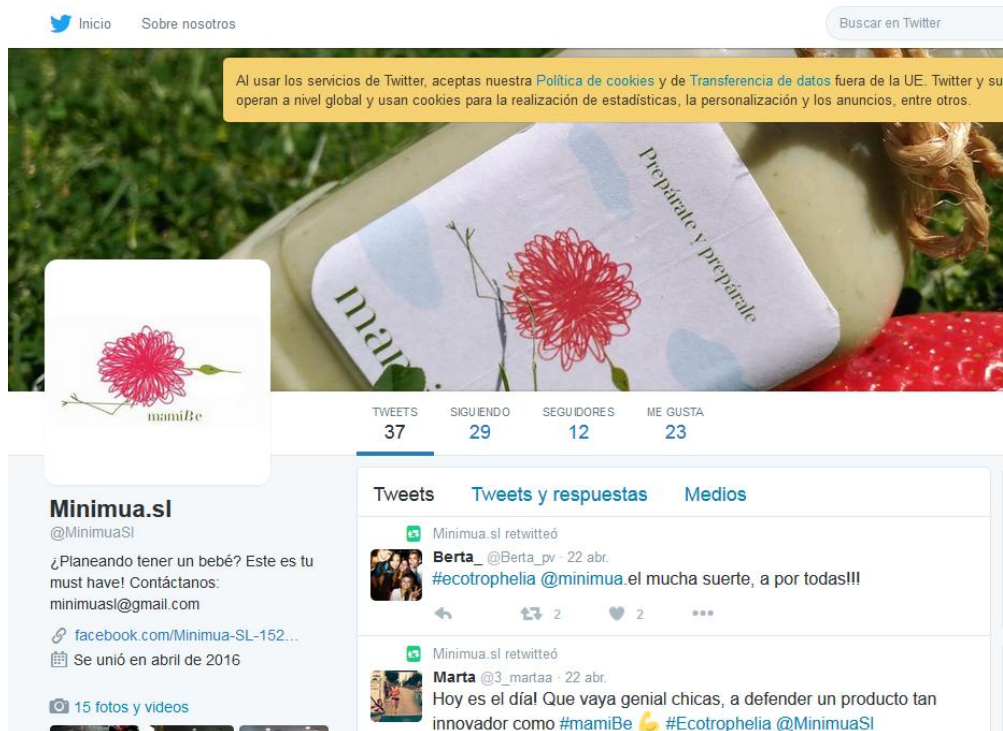 Inicio Sobre nosotros Buscar en Twitter
Al usar los servicios de Twitter, aceptas nuestra Política de cookies y de Transferencia de datos fuera de la UE. Twitter y su
operan a nivel global y usan cookies para la realización de estadísticas, la personalización y los anuncios, entre otros.
Prepárate y prepárale
mamiBe
TWEETS SIGUIENDO SEGUIDORES ME GUSTA
37 29 12 23
Minimua.sl
@MinimuaSl
¿Planeando tener un bebé? Este es tu
must have! Contáctanos:
minimuasl@gmail.com
facebook.com/Minimua-SL-152...
Se unió en abril de 2016
15 fotos y videos
Tweets Tweets y respuestas Medios
Minimua.sl retwitteó
Berta_ @Berta_pv · 22 abr.
#ecotrophelia @minimua.el mucha suerte, a por todas!!!
2 2
Minimua.sl retwitteó
Marta @3_martaa · 22 abr.
Hoy es el día! Que vaya genial chicas, a defender un producto tan
innovador como #mamiBe 💪 #Ecotrophelia @MinimuaSl